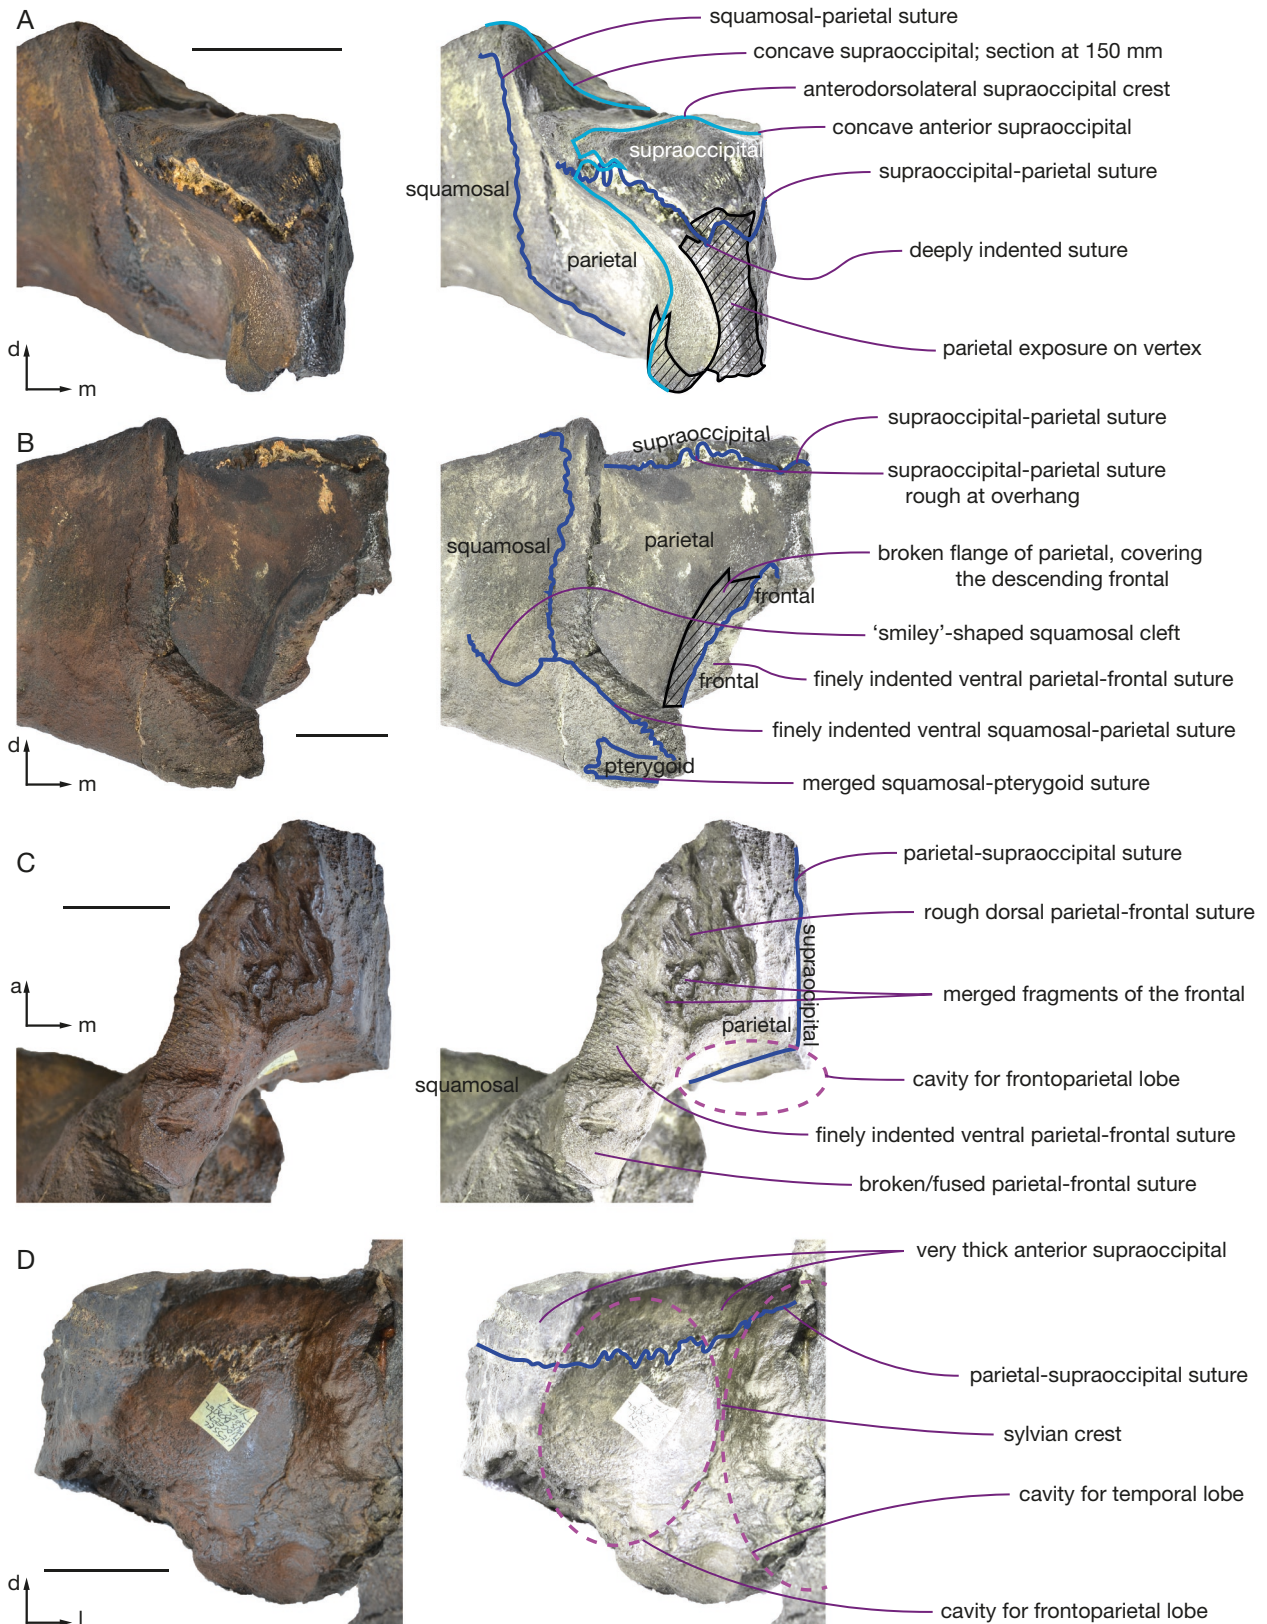 A
squamosal-parietal suture
concave supraoccipital; section at 150 mm
anterodorsolateral supraoccipital crest
concave anterior supraoccipital
supraoccipital
supraoccipital-parietal suture
squamosal
deeply indented suture
parietal
parietal exposure on vertex
d
m
B
supraoccipital
supraoccipital-parietal suture
supraoccipital-parietal suture
rough at overhang
squamosal
parietal
broken flange of parietal, covering
the descending frontal
frontal
‘smiley’-shaped squamosal cleft
frontal
finely indented ventral parietal-frontal suture
finely indented ventral squamosal-parietal suture
d
m
pterygoid
merged squamosal-pterygoid suture
C
parietal-supraoccipital suture
rough dorsal parietal-frontal suture
supraoccipital
a
m
merged fragments of the frontal
parietal
squamosal
cavity for frontoparietal lobe
finely indented ventral parietal-frontal suture
broken/fused parietal-frontal suture
D
very thick anterior supraoccipital
parietal-supraoccipital suture
sylvian crest
cavity for temporal lobe
d
l
cavity for frontoparietal lobe